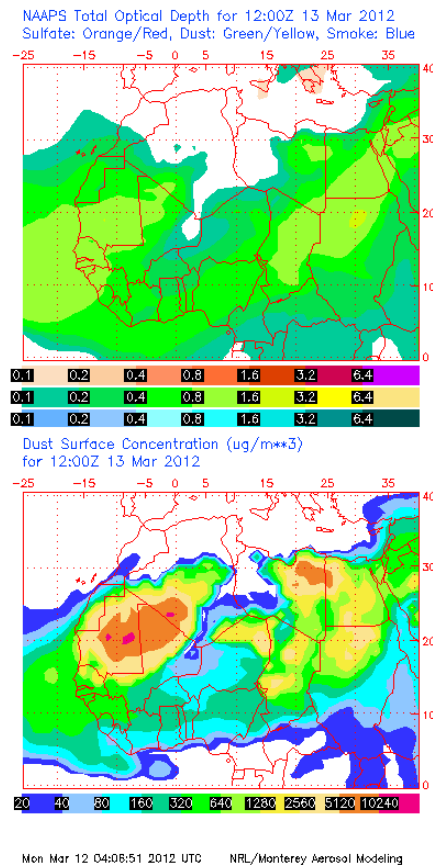 NAAPS Total Optical Depth for 12:00Z 13 Mar 2012
Sulfate: Orange/Red, Dust: Green/Yellow, Smoke: Blue
-25 -15 -5 0 5 15 25 35
40
30
20
10
0
0.1 0.2 0.4 0.8 1.6 3.2 6.4
0.1 0.2 0.4 0.8 1.6 3.2 6.4
0.1 0.2 0.4 0.8 1.6 3.2 6.4
Dust Surface Concentration (ug/m**3)
for 12:00Z 13 Mar 2012
-25 -15 -5 0 5 15 25 35
40
30
20
10
0
20 40 80 160 320 640 1280 2560 5120 10240
Mon Mar 12 04:06:51 2012 UTC NRL/Monterey Aerosol Modeling